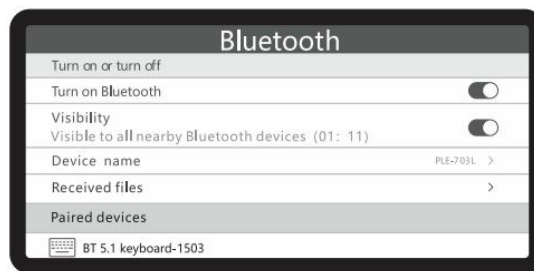 Bluetooth
Turn on or turn off
Turn on Bluetooth
Visibility
Visible to all nearby Bluetooth devices (01: 11)
Device name PLE-703L >
Received files >
Paired devices
BT 5.1 keyboard-1503